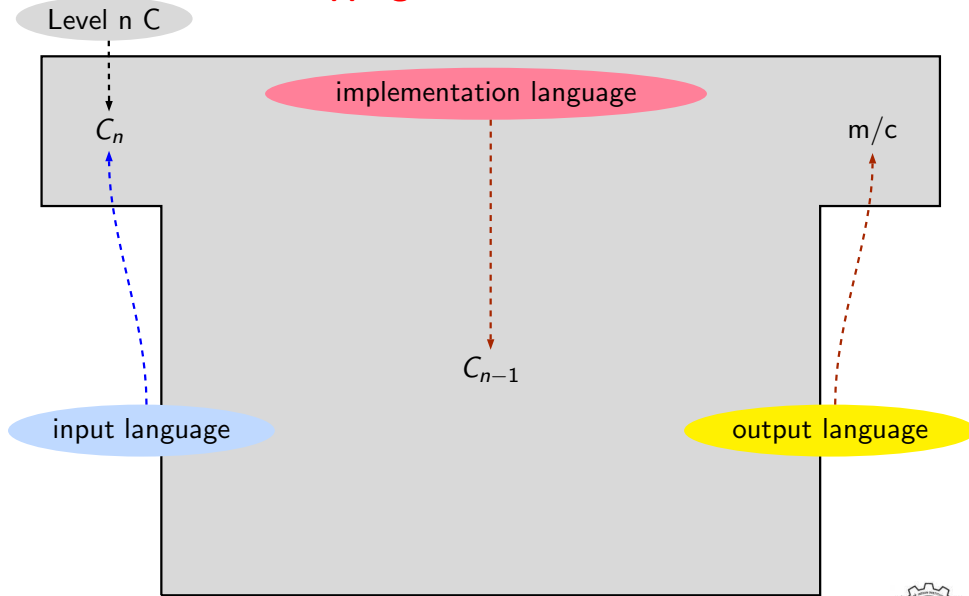 Level n C
implementation language
Cₙ
m/c
Cₙ₋₁
input language
output language